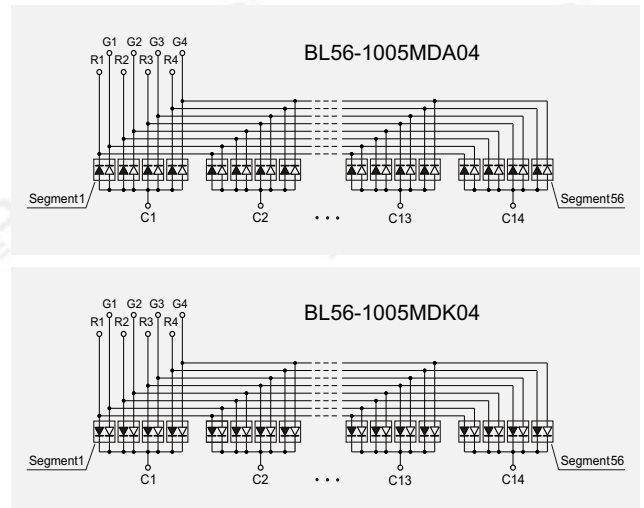 G1 G2 G3 G4
R1 R2 R3 R4
BL56-1005MDA04
Segment1
Segment56
C1 C2 ··· C13 C14
G1 G2 G3 G4
R1 R2 R3 R4
BL56-1005MDK04
Segment1
Segment56
C1 C2 ··· C13 C14